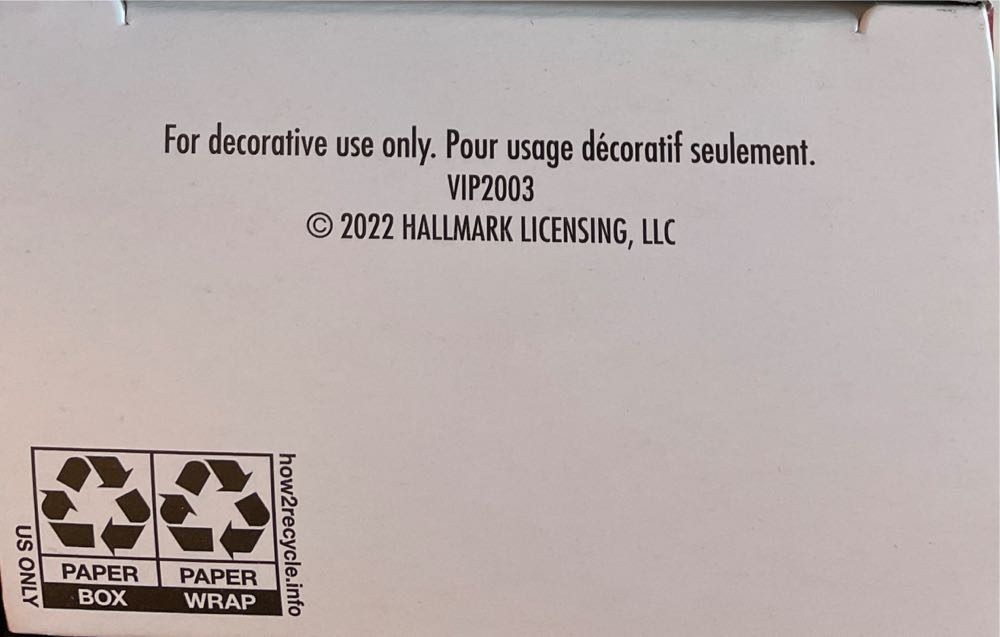 For decorative use only. Pour usage décoratif seulement.
VIP2003
© 2022 HALLMARK LICENSING, LLC
US ONLY
PAPER
BOX
PAPER
WRAP
how2recycle.info